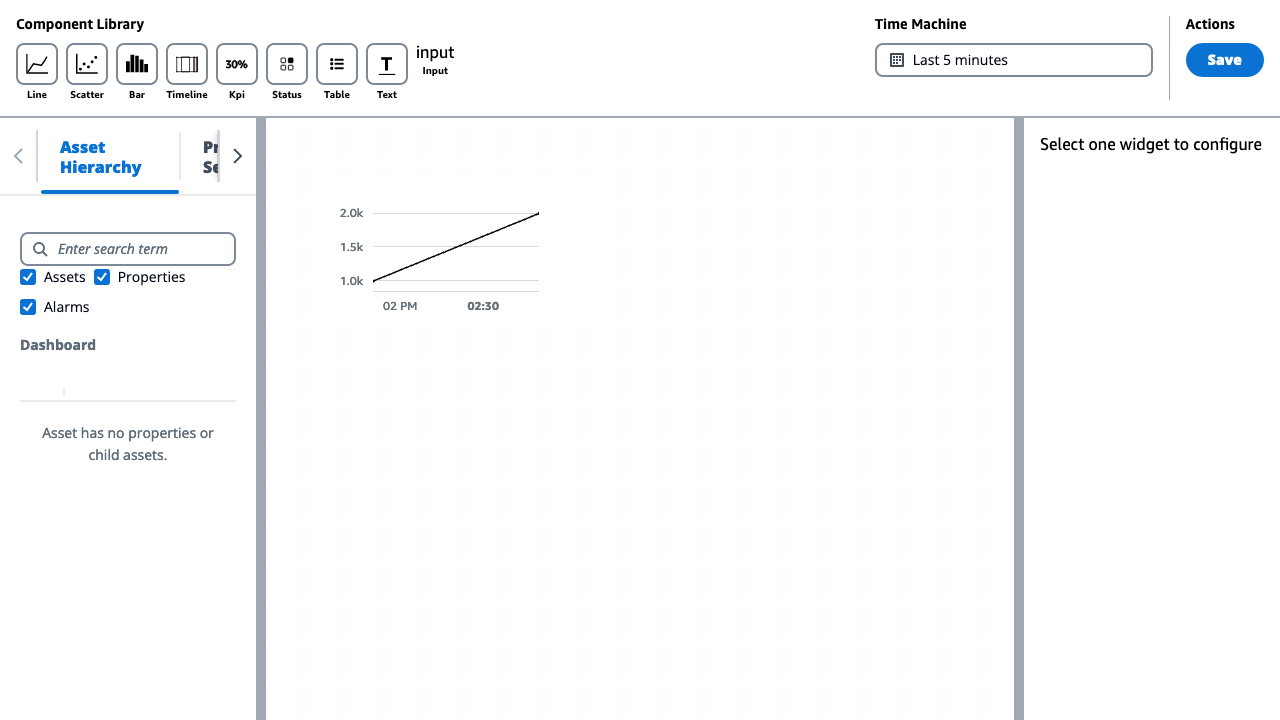 Component Library
Time Machine
Actions
Line
Scatter
Bar
Timeline
30%
Kpi
Status
Table
T
Text
input
Input
Last 5 minutes
Save
Asset
Hierarchy
Enter search term
Assets
Properties
Alarms
Dashboard
Asset has no properties or
child assets.
2.0k
1.5k
1.0k
02 PM
02:30
Select one widget to configure